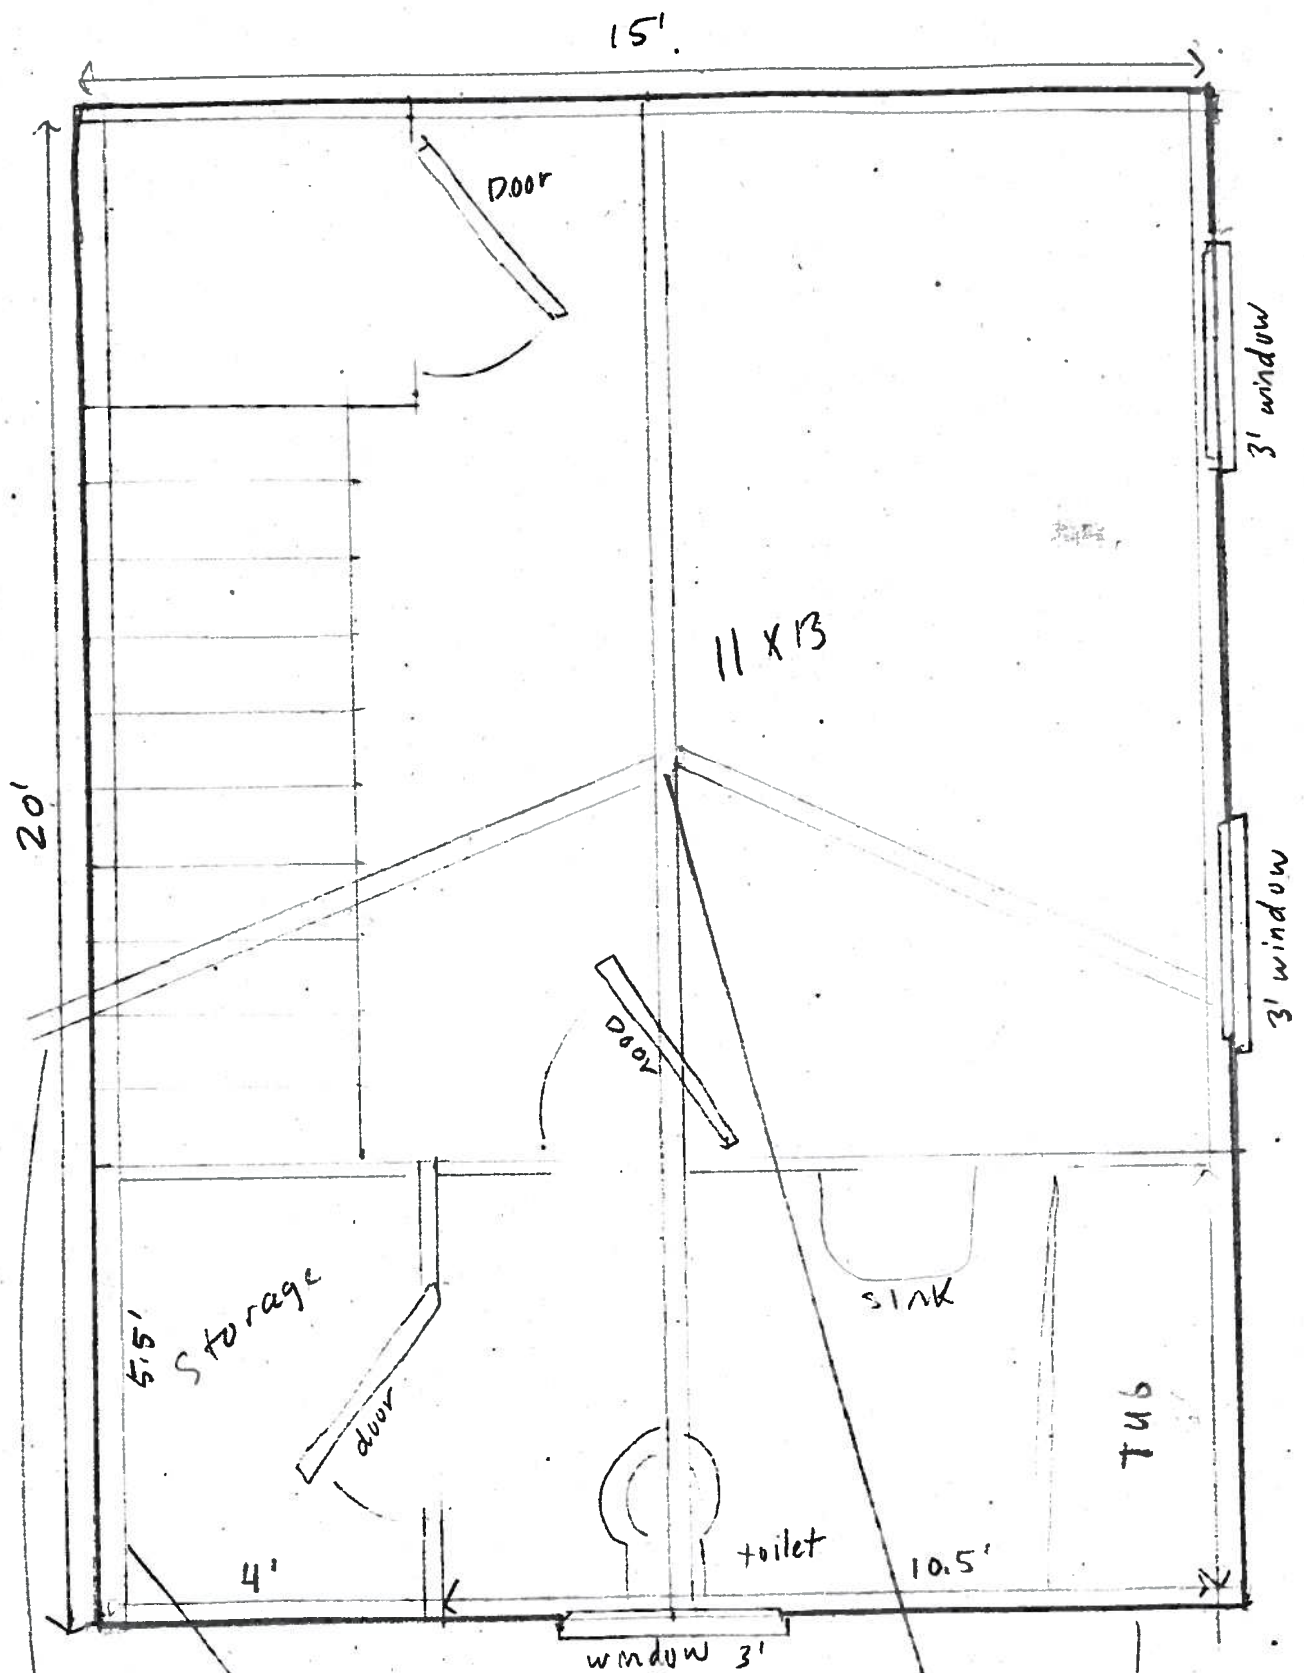 15'.
Door
3' window
11 x 13
20'
3' window
Door
sink
Storage
5.5'
door
Tub
toilet
4'
10.5'
window 3'